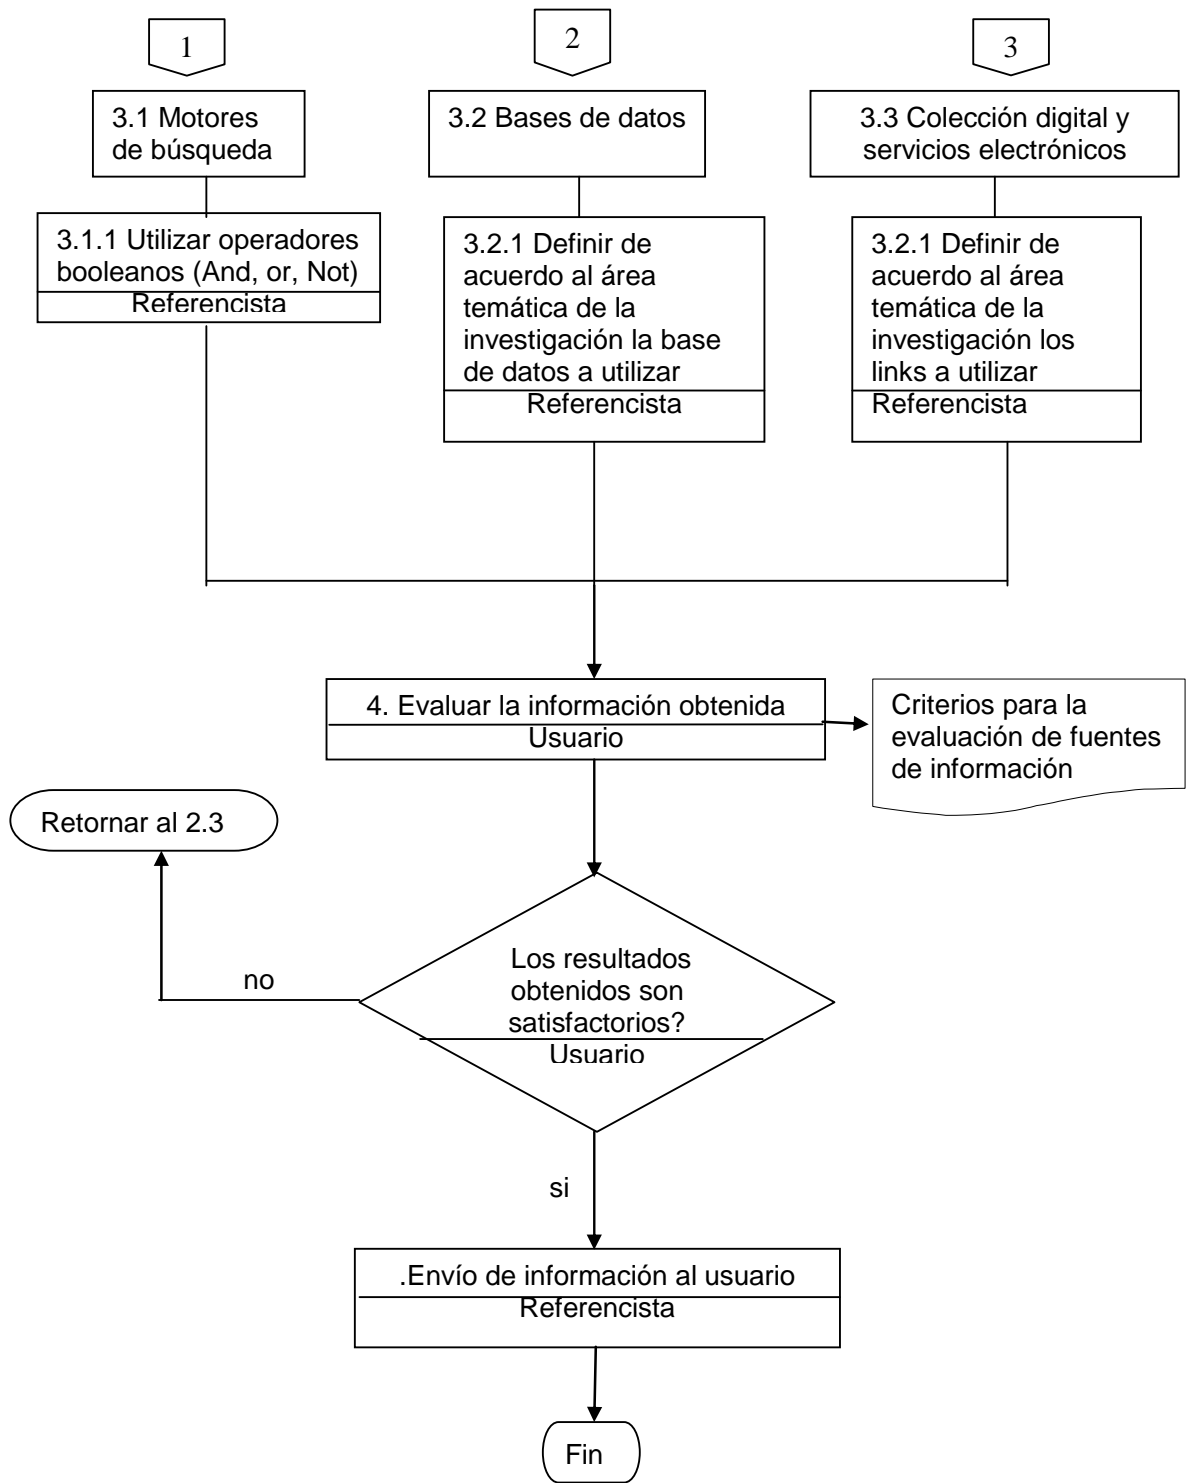 1
2
3
3.1 Motores
de búsqueda
3.2 Bases de datos
3.3 Colección digital y
servicios electrónicos
3.1.1 Utilizar operadores
booleanos (And, or, Not)
Referencista
3.2.1 Definir de
acuerdo al área
temática de la
investigación la base
de datos a utilizar
Referencista
3.2.1 Definir de
acuerdo al área
temática de la
investigación los
links a utilizar
Referencista
4. Evaluar la información obtenida
Usuario
Criterios para la
evaluación de fuentes
de información
Retornar al 2.3
no
Los resultados
obtenidos son
satisfactorios?
Usuario
si
.Envío de información al usuario
Referencista
Fin